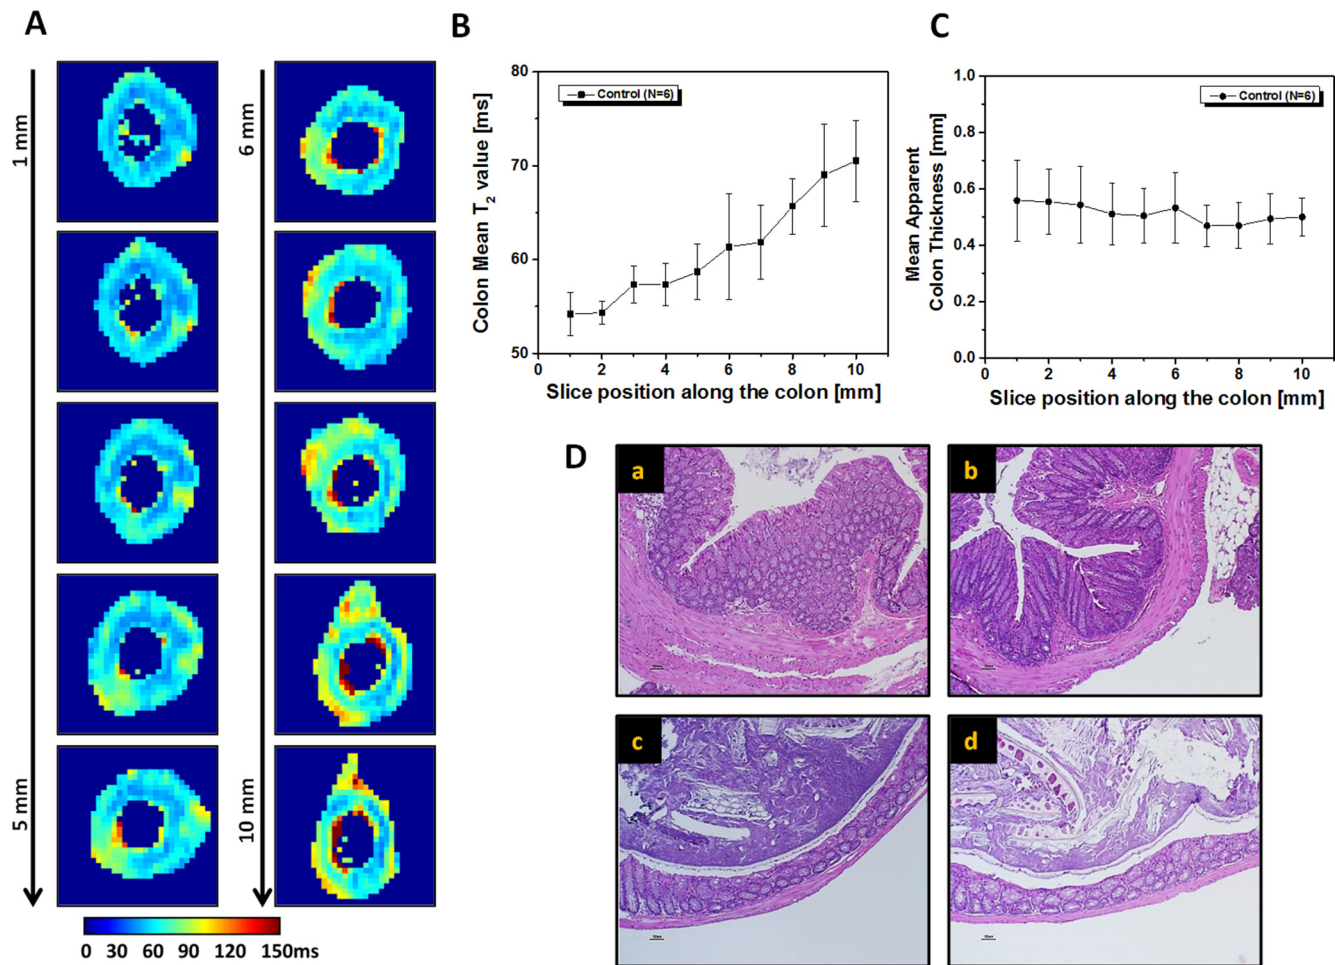 A
1 mm
5 mm
6 mm
10 mm
0 30 60 90 120 150ms
B
Colon Mean T₂ value [ms]
80
70
60
50
Control (N=6)
0 2 4 6 8 10
Slice position along the colon [mm]
C
Mean Apparent
Colon Thickness [mm]
1.0
0.8
0.6
0.4
0.2
0.0
Control (N=6)
0 2 4 6 8 10
Slice position along the colon [mm]
D
a
b
c
d